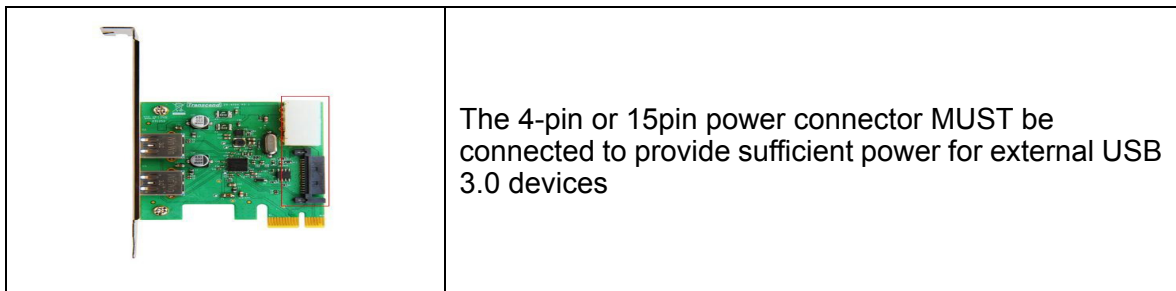 Transcend
The 4-pin or 15pin power connector MUST be
connected to provide sufficient power for external USB
3.0 devices